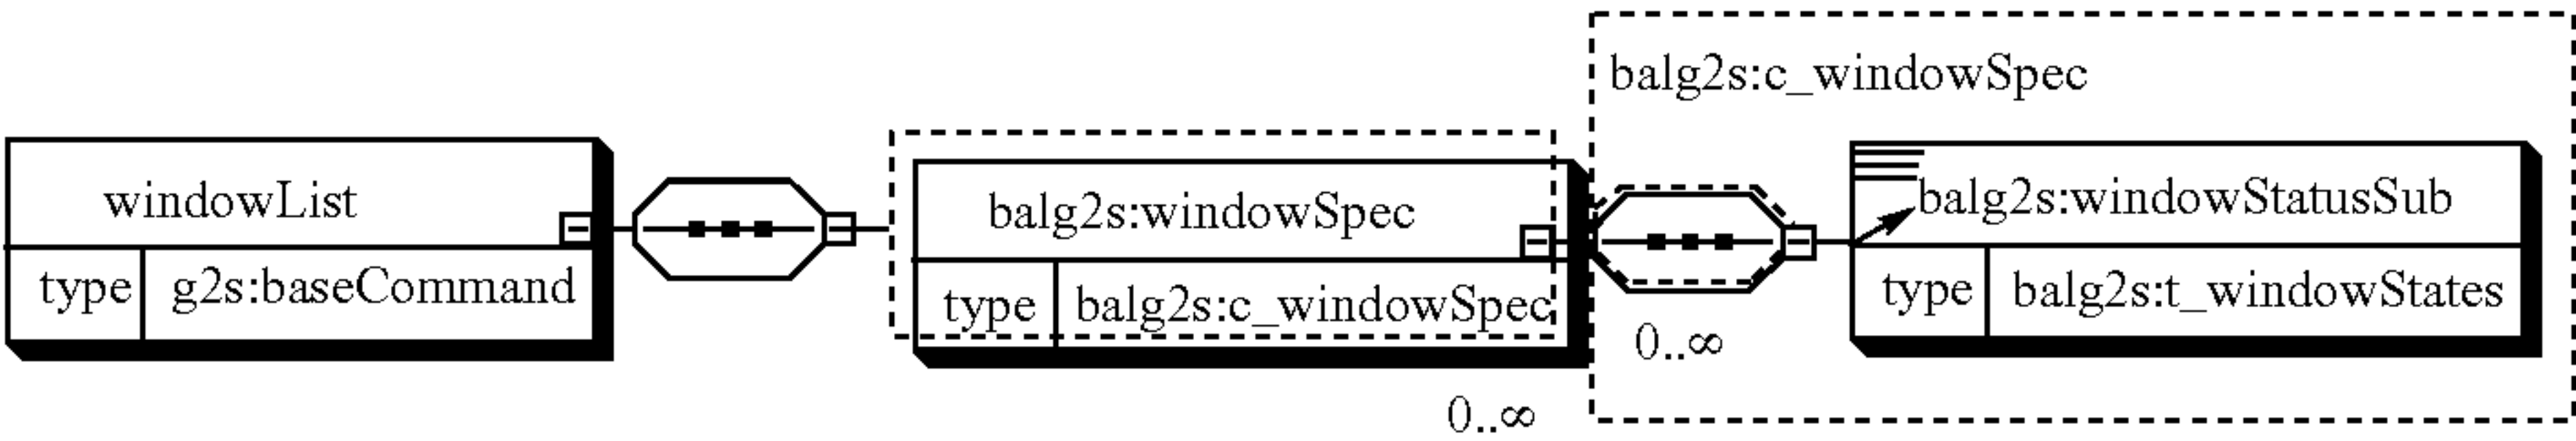 balg2s:c_windowSpec
windowList
type g2s:baseCommand
balg2s:windowSpec
type balg2s:c_windowSpec
0..∞
0..∞
balg2s:windowStatusSub
type balg2s:t_windowStates